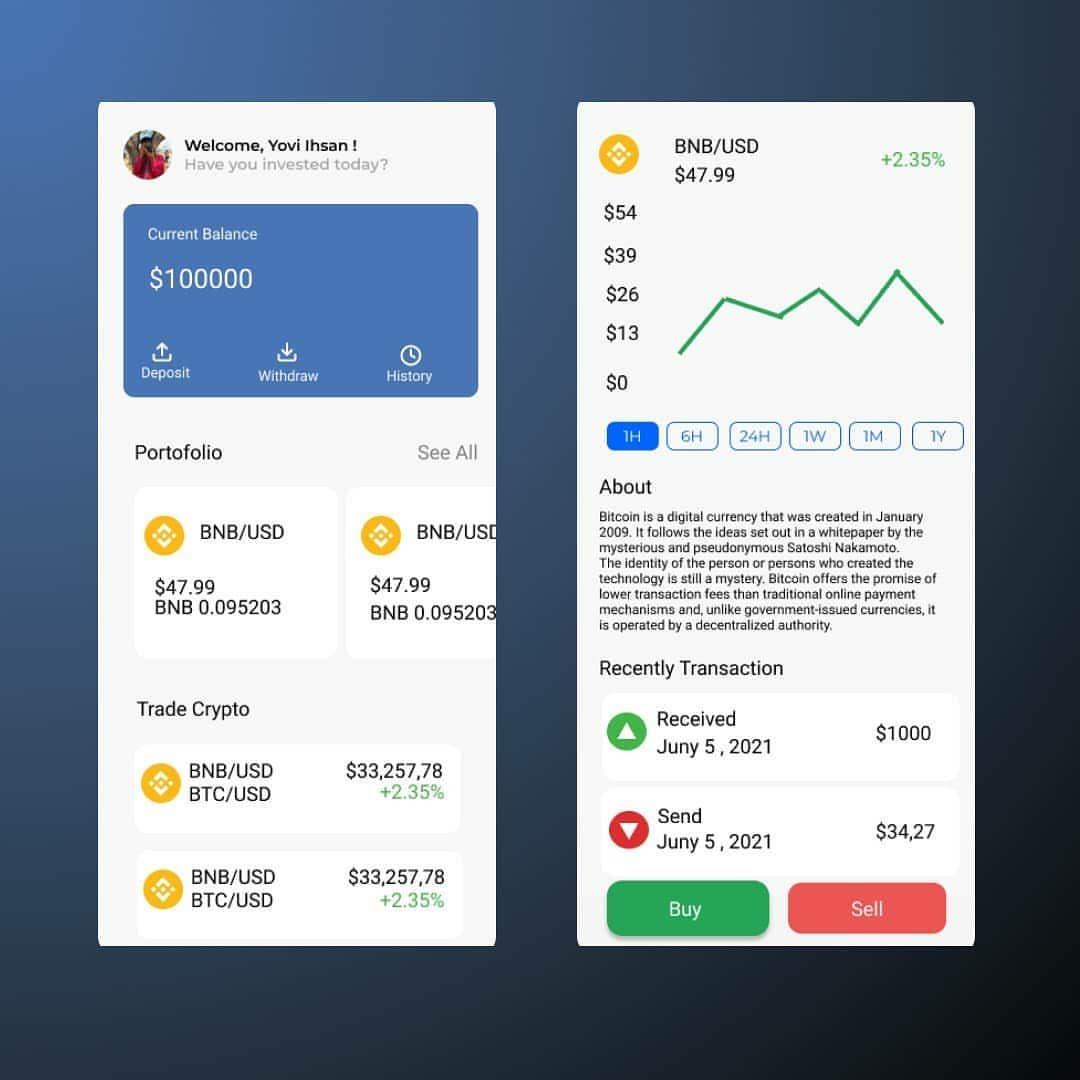 Welcome, Yovi Ihsan !
Have you invested today?
Current Balance
$100000
Deposit
Withdraw
History
Portofolio
See All
BNB/USD
$47.99
BNB 0.095203
BNB/USD
$47.99
BNB 0.095203
Trade Crypto
BNB/USD
$33,257,78
BTC/USD
+2.35%
BNB/USD
$33,257,78
BTC/USD
+2.35%
BNB/USD
$47.99
+2.35%
$54
$39
$26
$13
$0
1H
6H
24H
1W
1M
1Y
About
Bitcoin is a digital currency that was created in January
2009. It follows the ideas set out in a whitepaper by the
mysterious and pseudonymous Satoshi Nakamoto.
The identity of the person or persons who created the
technology is still a mystery. Bitcoin offers the promise of
lower transaction fees than traditional online payment
mechanisms and, unlike government-issued currencies, it
is operated by a decentralized authority.
Recently Transaction
Received
Juny 5 , 2021
$1000
Send
Juny 5 , 2021
$34,27
Buy
Sell